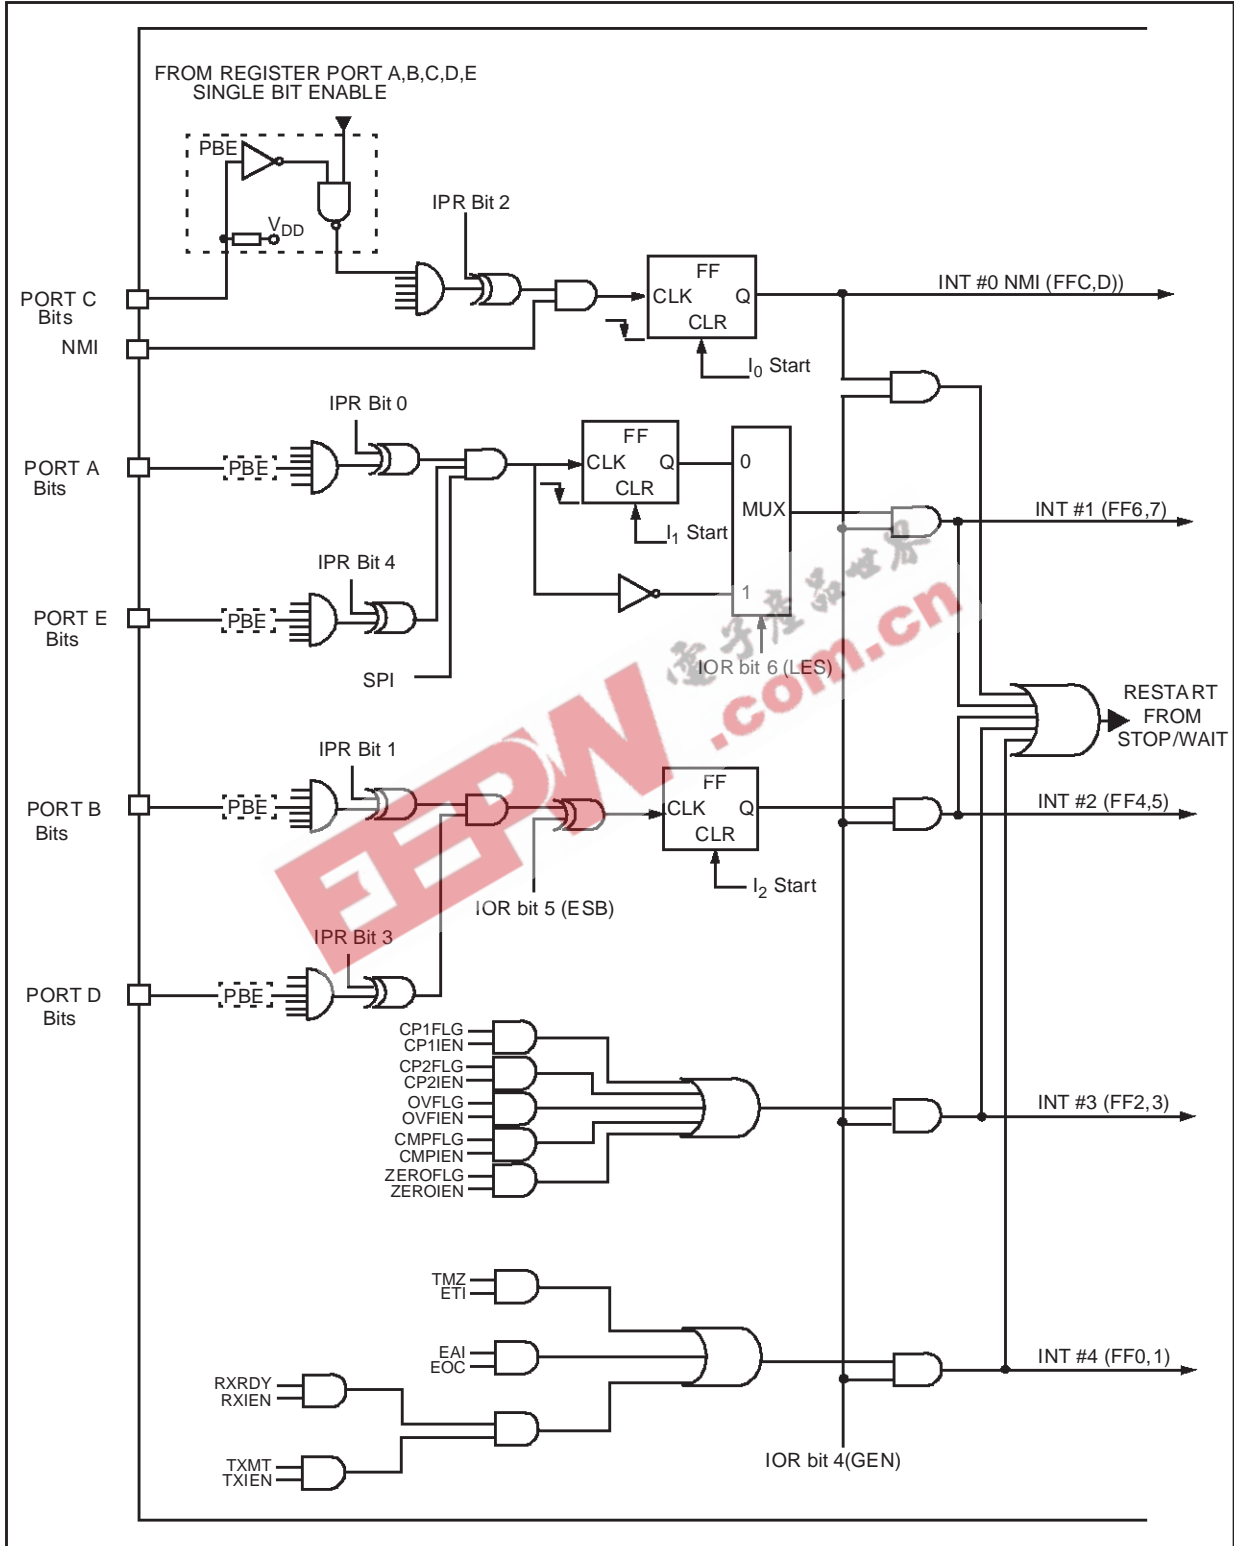 FROM REGISTER PORT A,B,C,D,E
SINGLE BIT ENABLE
PBE
VDD
IPR Bit 2
FF
CLK Q
CLR
INT #0 NMI (FFC,D))
PORT C
Bits
NMI
I0 Start
IPR Bit 0
FF
CLK Q
CLR
0
MUX
1
PORT A
Bits
PBE
I1 Start
INT #1 (FF6,7)
IPR Bit 4
PORT E
Bits
PBE
SPI
IOR bit 6 (LES)
電子產品世界
EEPW
.com.cn
RESTART
FROM
STOP/WAIT
IPR Bit 1
FF
CLK Q
CLR
PORT B
Bits
PBE
INT #2 (FF4,5)
I2 Start
IOR bit 5 (ESB)
IPR Bit 3
PORT D
Bits
PBE
CP1FLG
CP1IEN
CP2FLG
CP2IEN
OVFLG
OVFIEN
CMPFLG
CMPIEN
ZEROFLG
ZEROIEN
INT #3 (FF2,3)
TMZ
ETI
EAI
EOC
RXRDY
RXIEN
TXMT
TXIEN
INT #4 (FF0,1)
IOR bit 4(GEN)